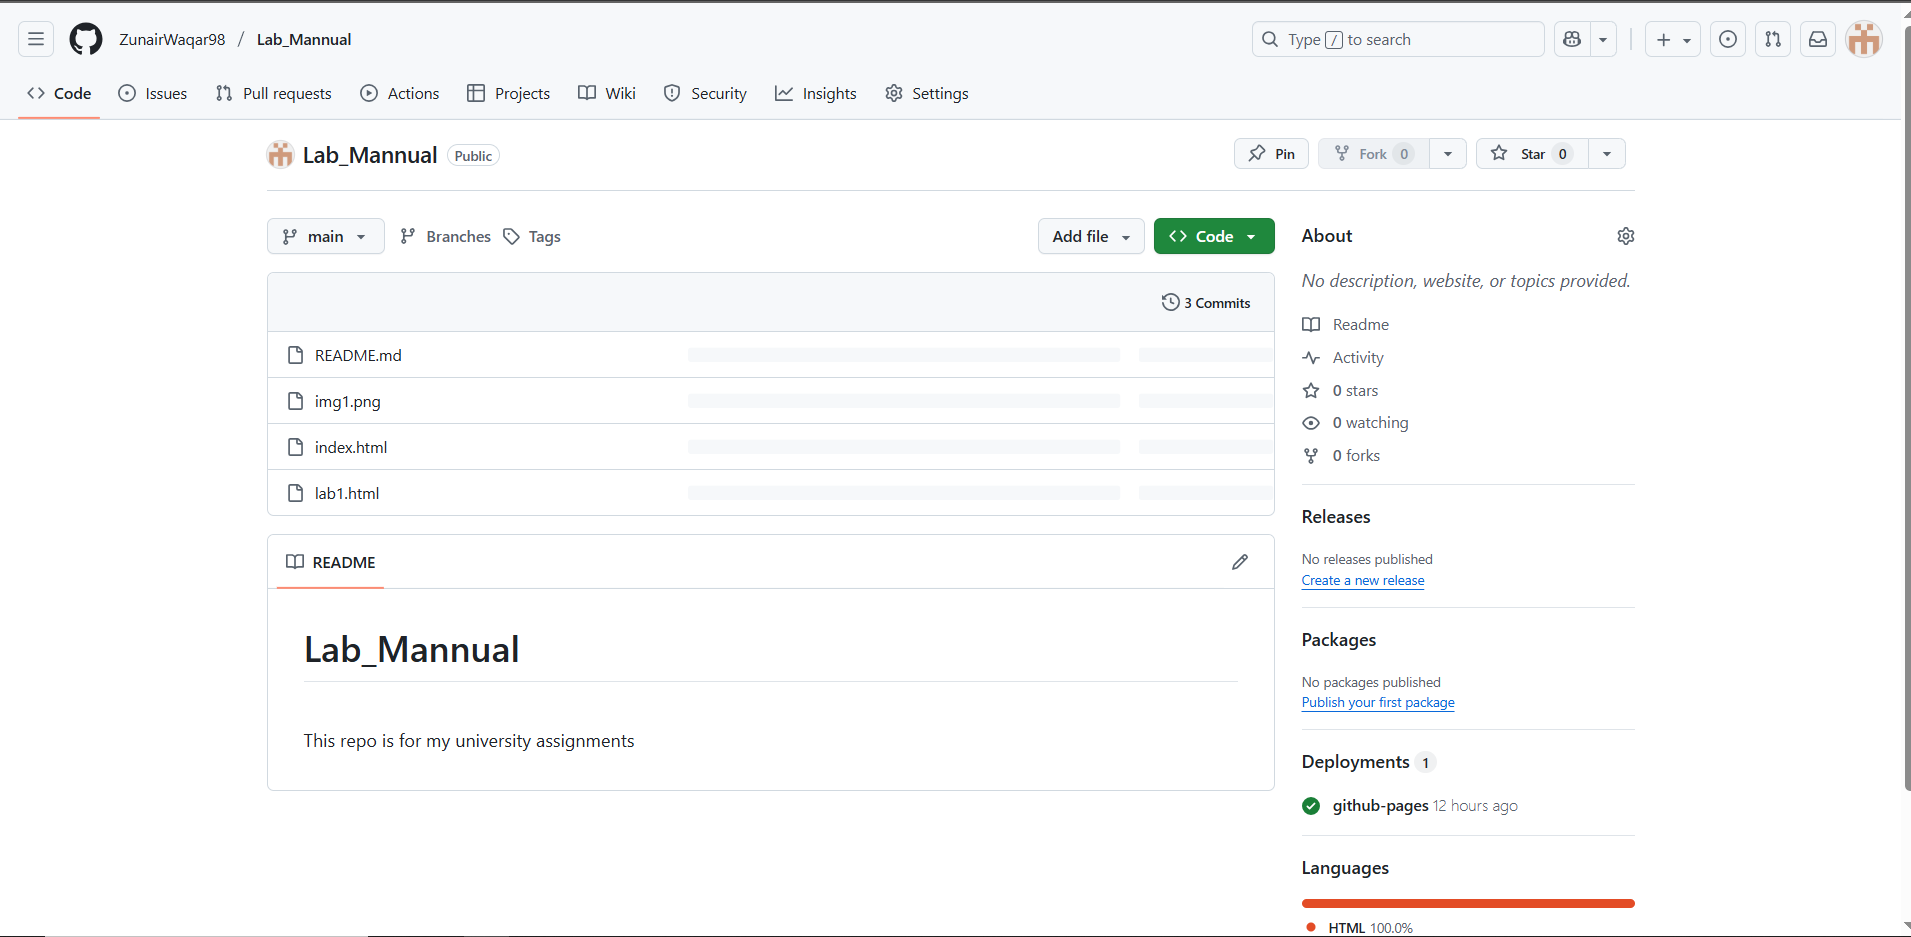 ZunairWaqar98 / Lab_Mannual
Type / to search
Code Issues Pull requests Actions Projects Wiki Security Insights Settings
Lab_Mannual Public
Pin Fork 0 Star 0
main Branches Tags
Add file Code
3 Commits
README.md
img1.png
index.html
lab1.html
README
Lab_Mannual
This repo is for my university assignments
About
No description, website, or topics provided.
Readme
Activity
0 stars
0 watching
0 forks
Releases
No releases published
Create a new release
Packages
No packages published
Publish your first package
Deployments 1
github-pages 12 hours ago
Languages
HTML 100.0%